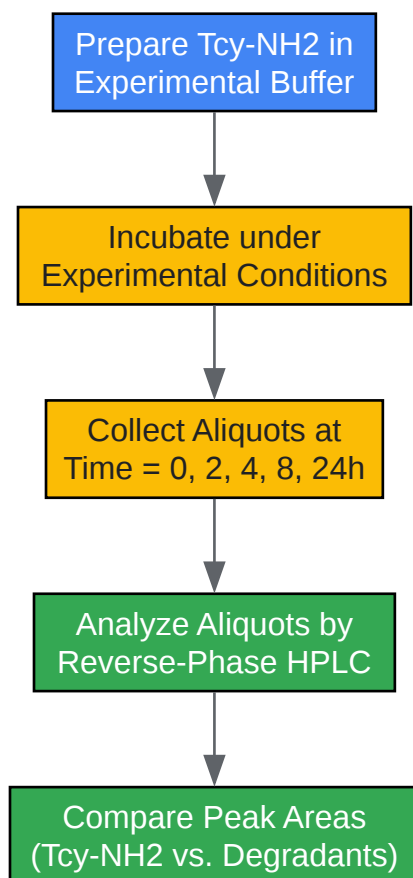 Prepare Tcy-NH2 in
Experimental Buffer
Incubate under
Experimental Conditions
Collect Aliquots at
Time = 0, 2, 4, 8, 24h
Analyze Aliquots by
Reverse-Phase HPLC
Compare Peak Areas
(Tcy-NH2 vs. Degradants)